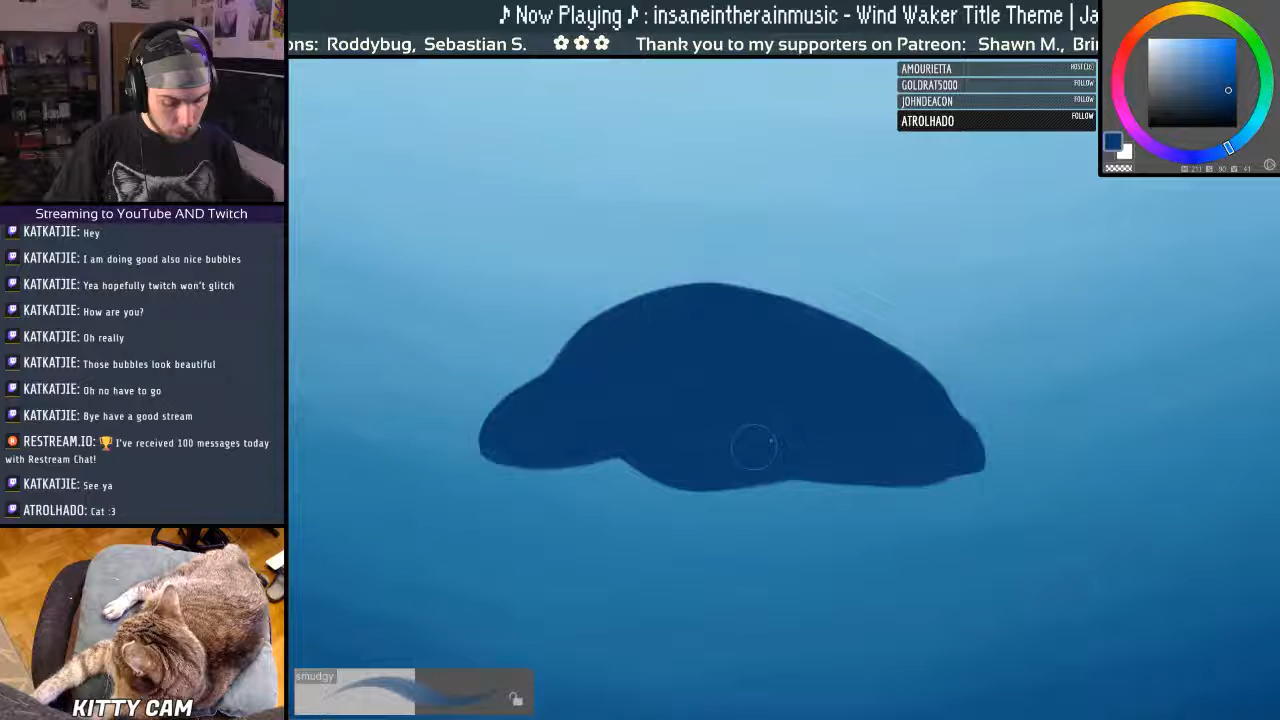 ♪ Now Playing ♪ : insaneintherainmusic - Wind Waker Title Theme | Ja
ons: Roddybug, Sebastian S. ✿ ✿ ✿ Thank you to my supporters on Patreon: Shawn M., Bri
AMOURIETTA
GOLDRAT5000 FOLLOW
JOHNDEACON FOLLOW
ATROLHADO FOLLOW
Streaming to YouTube AND Twitch
KATKATJIE: Hey
KATKATJIE: I am doing good also nice bubbles
KATKATJIE: Yea hopefully twitch won't glitch
KATKATJIE: How are you?
KATKATJIE: Oh really
KATKATJIE: Those bubbles look beautiful
KATKATJIE: Oh no have to go
KATKATJIE: Bye have a good stream
RESTREAM.IO: 🏆 I've received 100 messages today
with Restream Chat!
KATKATJIE: See ya
ATROLHADO: Cat :3
KITTY CAM
smudgy